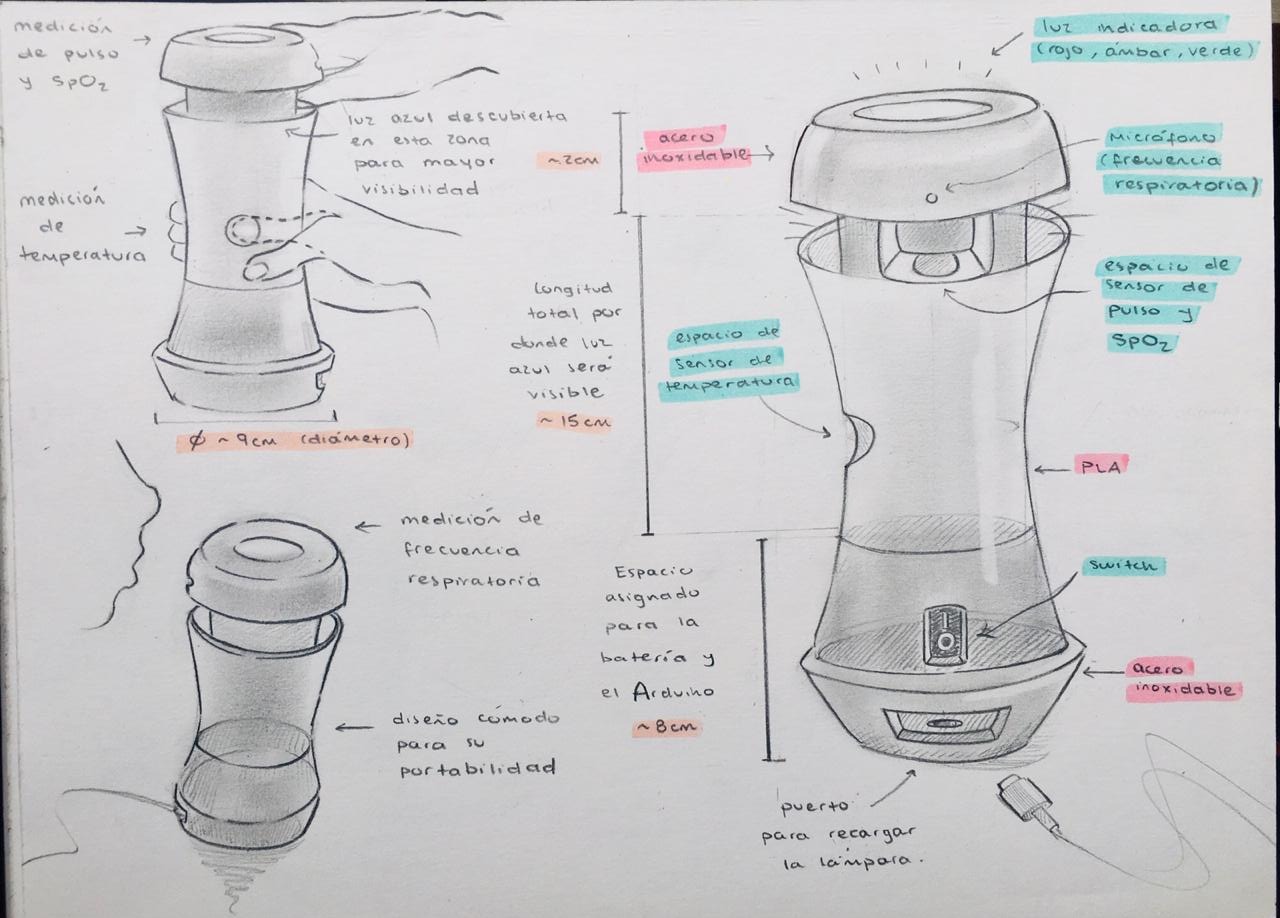 medición
de pulso
y SpO2
luz azul descubierta
en esta zona
para mayor
visibilidad
medición
de
temperatura
Ø ~ 9cm (diámetro)
~ 2cm
acero
inoxidable
luz indicadora
(rojo, ámbar, verde)
micrófono
(frecuencia
respiratoria)
espacio de
sensor de
pulso y
SpO2
Longitud
total por
donde luz
azul será
visible
~ 15cm
espacio de
sensor de
temperatura
PLA
medición de
frecuencia
respiratoria
diseño cómodo
para su
portabilidad
Espacio
asignado
para la
batería y
el Arduino
~ 8cm
switch
acero
inoxidable
puerto
para recargar
la lámpara.